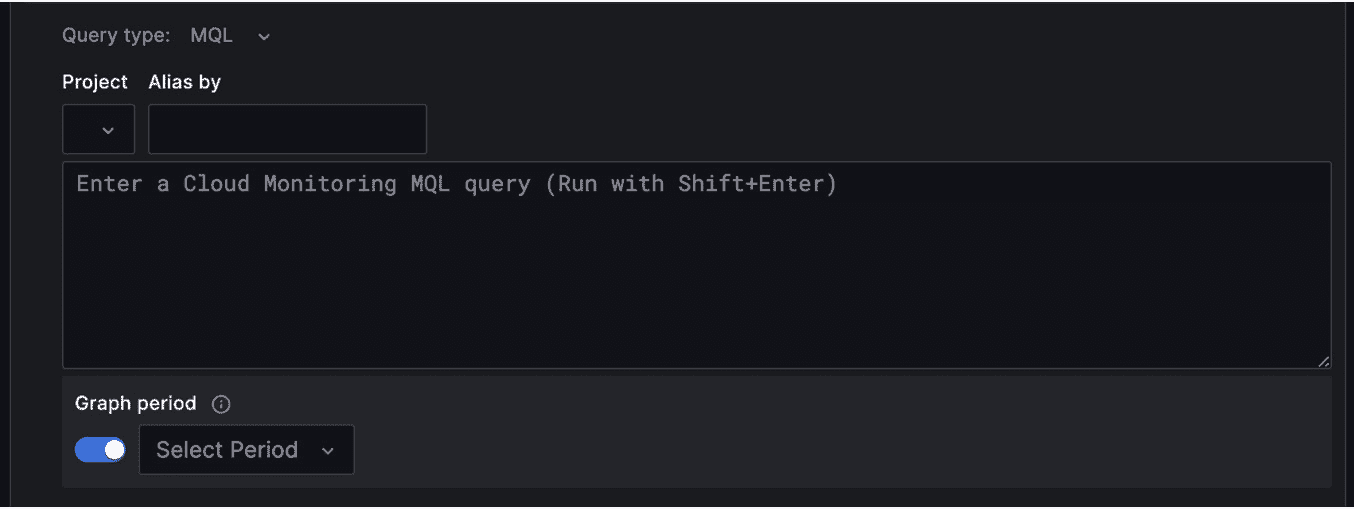 Query type: MQL
Project Alias by
Enter a Cloud Monitoring MQL query (Run with Shift+Enter)
Graph period
Select Period